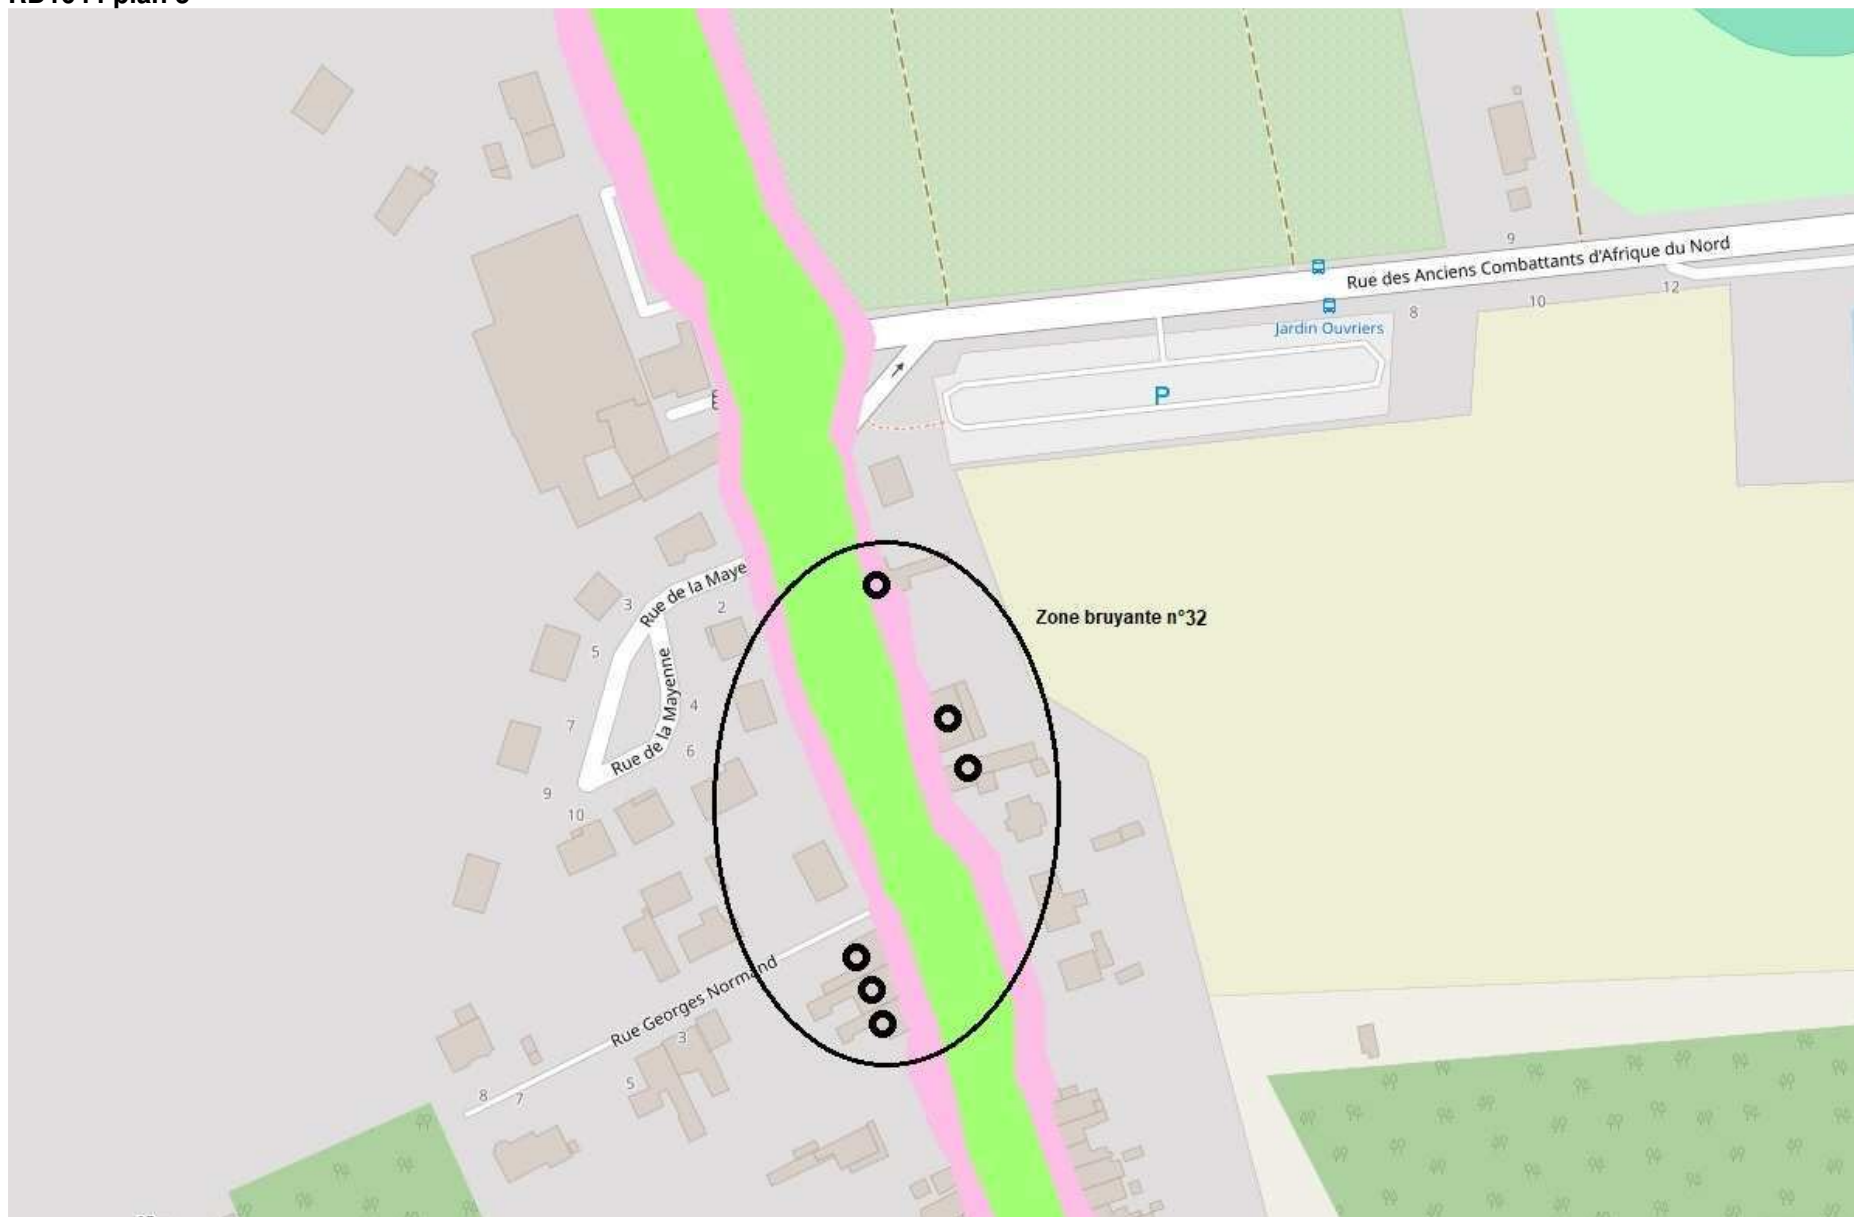 9
Rue des Anciens Combattants d'Afrique du Nord
12
10
8
Jardin Ouvriers
P
E
Rue de la Maye
3
2
Zone bruyante n°32
5
Rue de la Mayenne
4
7
6
9
10
Rue Georges Normand
3
5
8
7